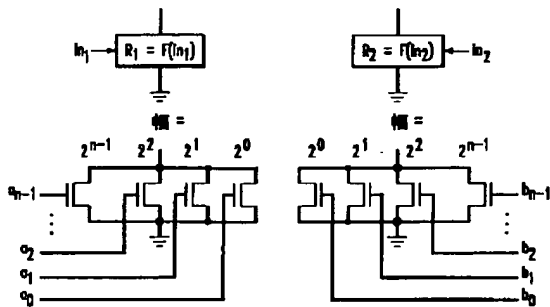 In₁ R₁ = F(In₁) R₂ = F(In₂) In₂
幅 = 幅 =
2ⁿ⁻¹ 2² 2¹ 2⁰ 2⁰ 2¹ 2² 2ⁿ⁻¹
aₙ₋₁ bₙ₋₁
⋮ ⋮
a₂ b₂
a₁ b₁
a₀ b₀